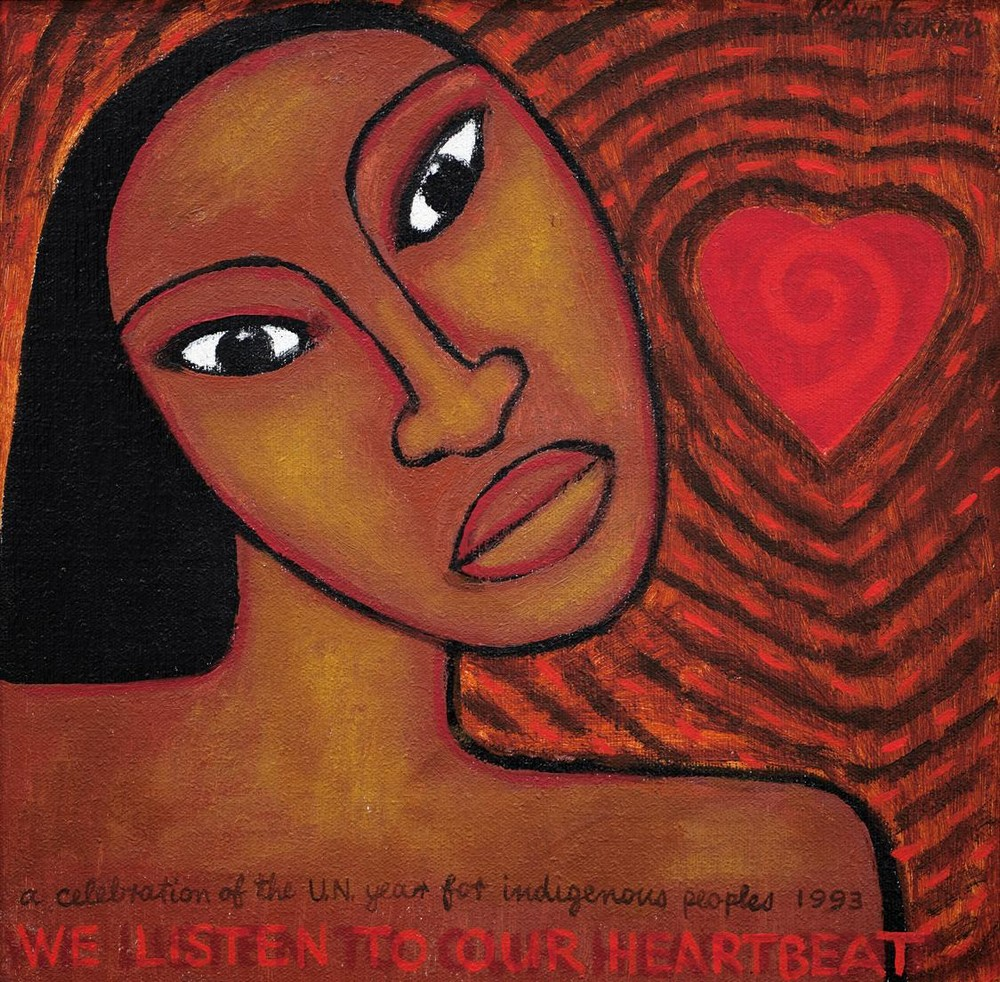 a celebration of the U.N. year for indigenous peoples 1993
WE LISTEN TO OUR HEARTBEAT